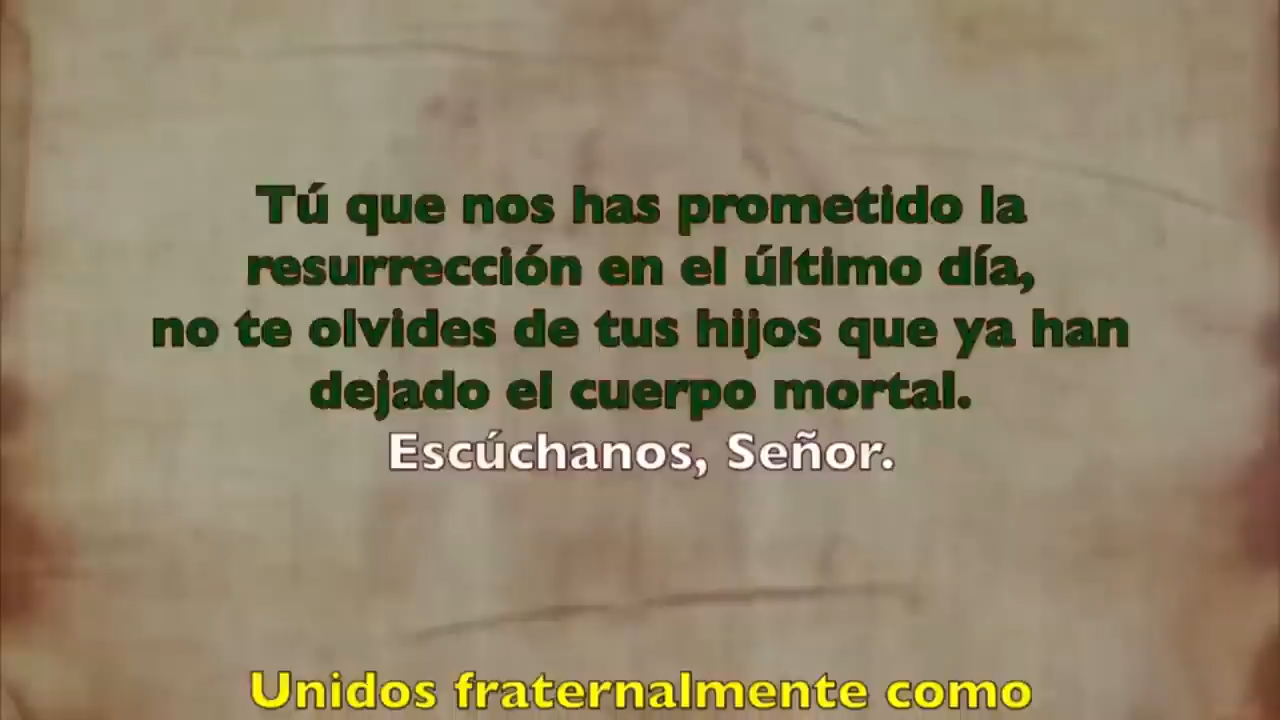 Tú que nos has prometido la
resurrección en el último día,
no te olvides de tus hijos que ya han
dejado el cuerpo mortal.
Escúchanos, Señor.
Unidos fraternalmente como